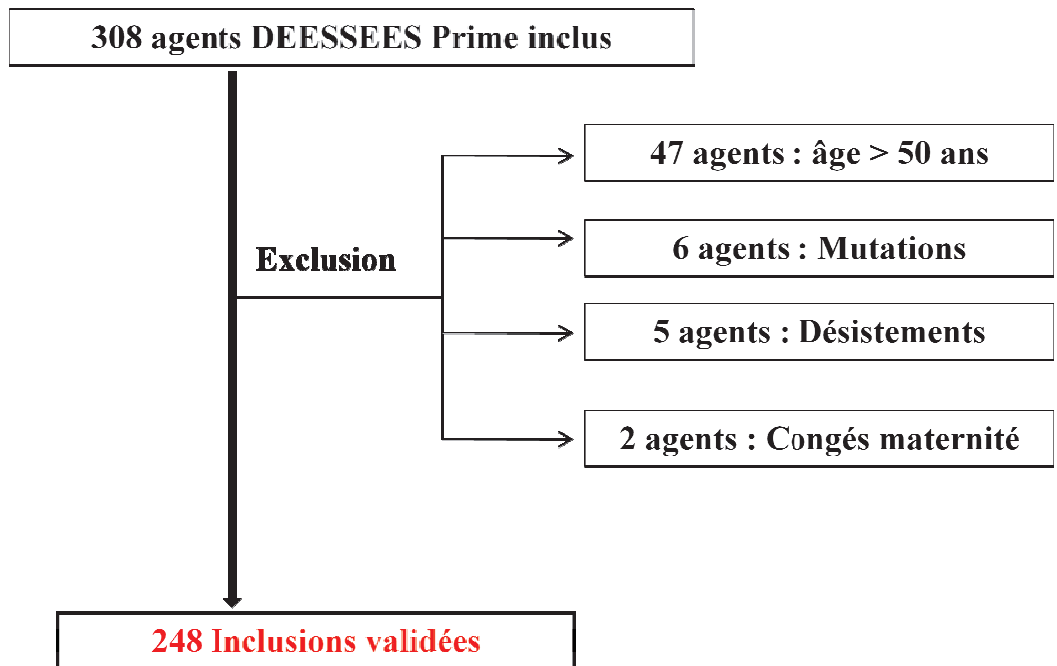 308 agents DEESSEES Prime inclus
47 agents : âge > 50 ans
6 agents : Mutations
Exclusion
5 agents : Désistements
2 agents : Congés maternité
248 Inclusions validées